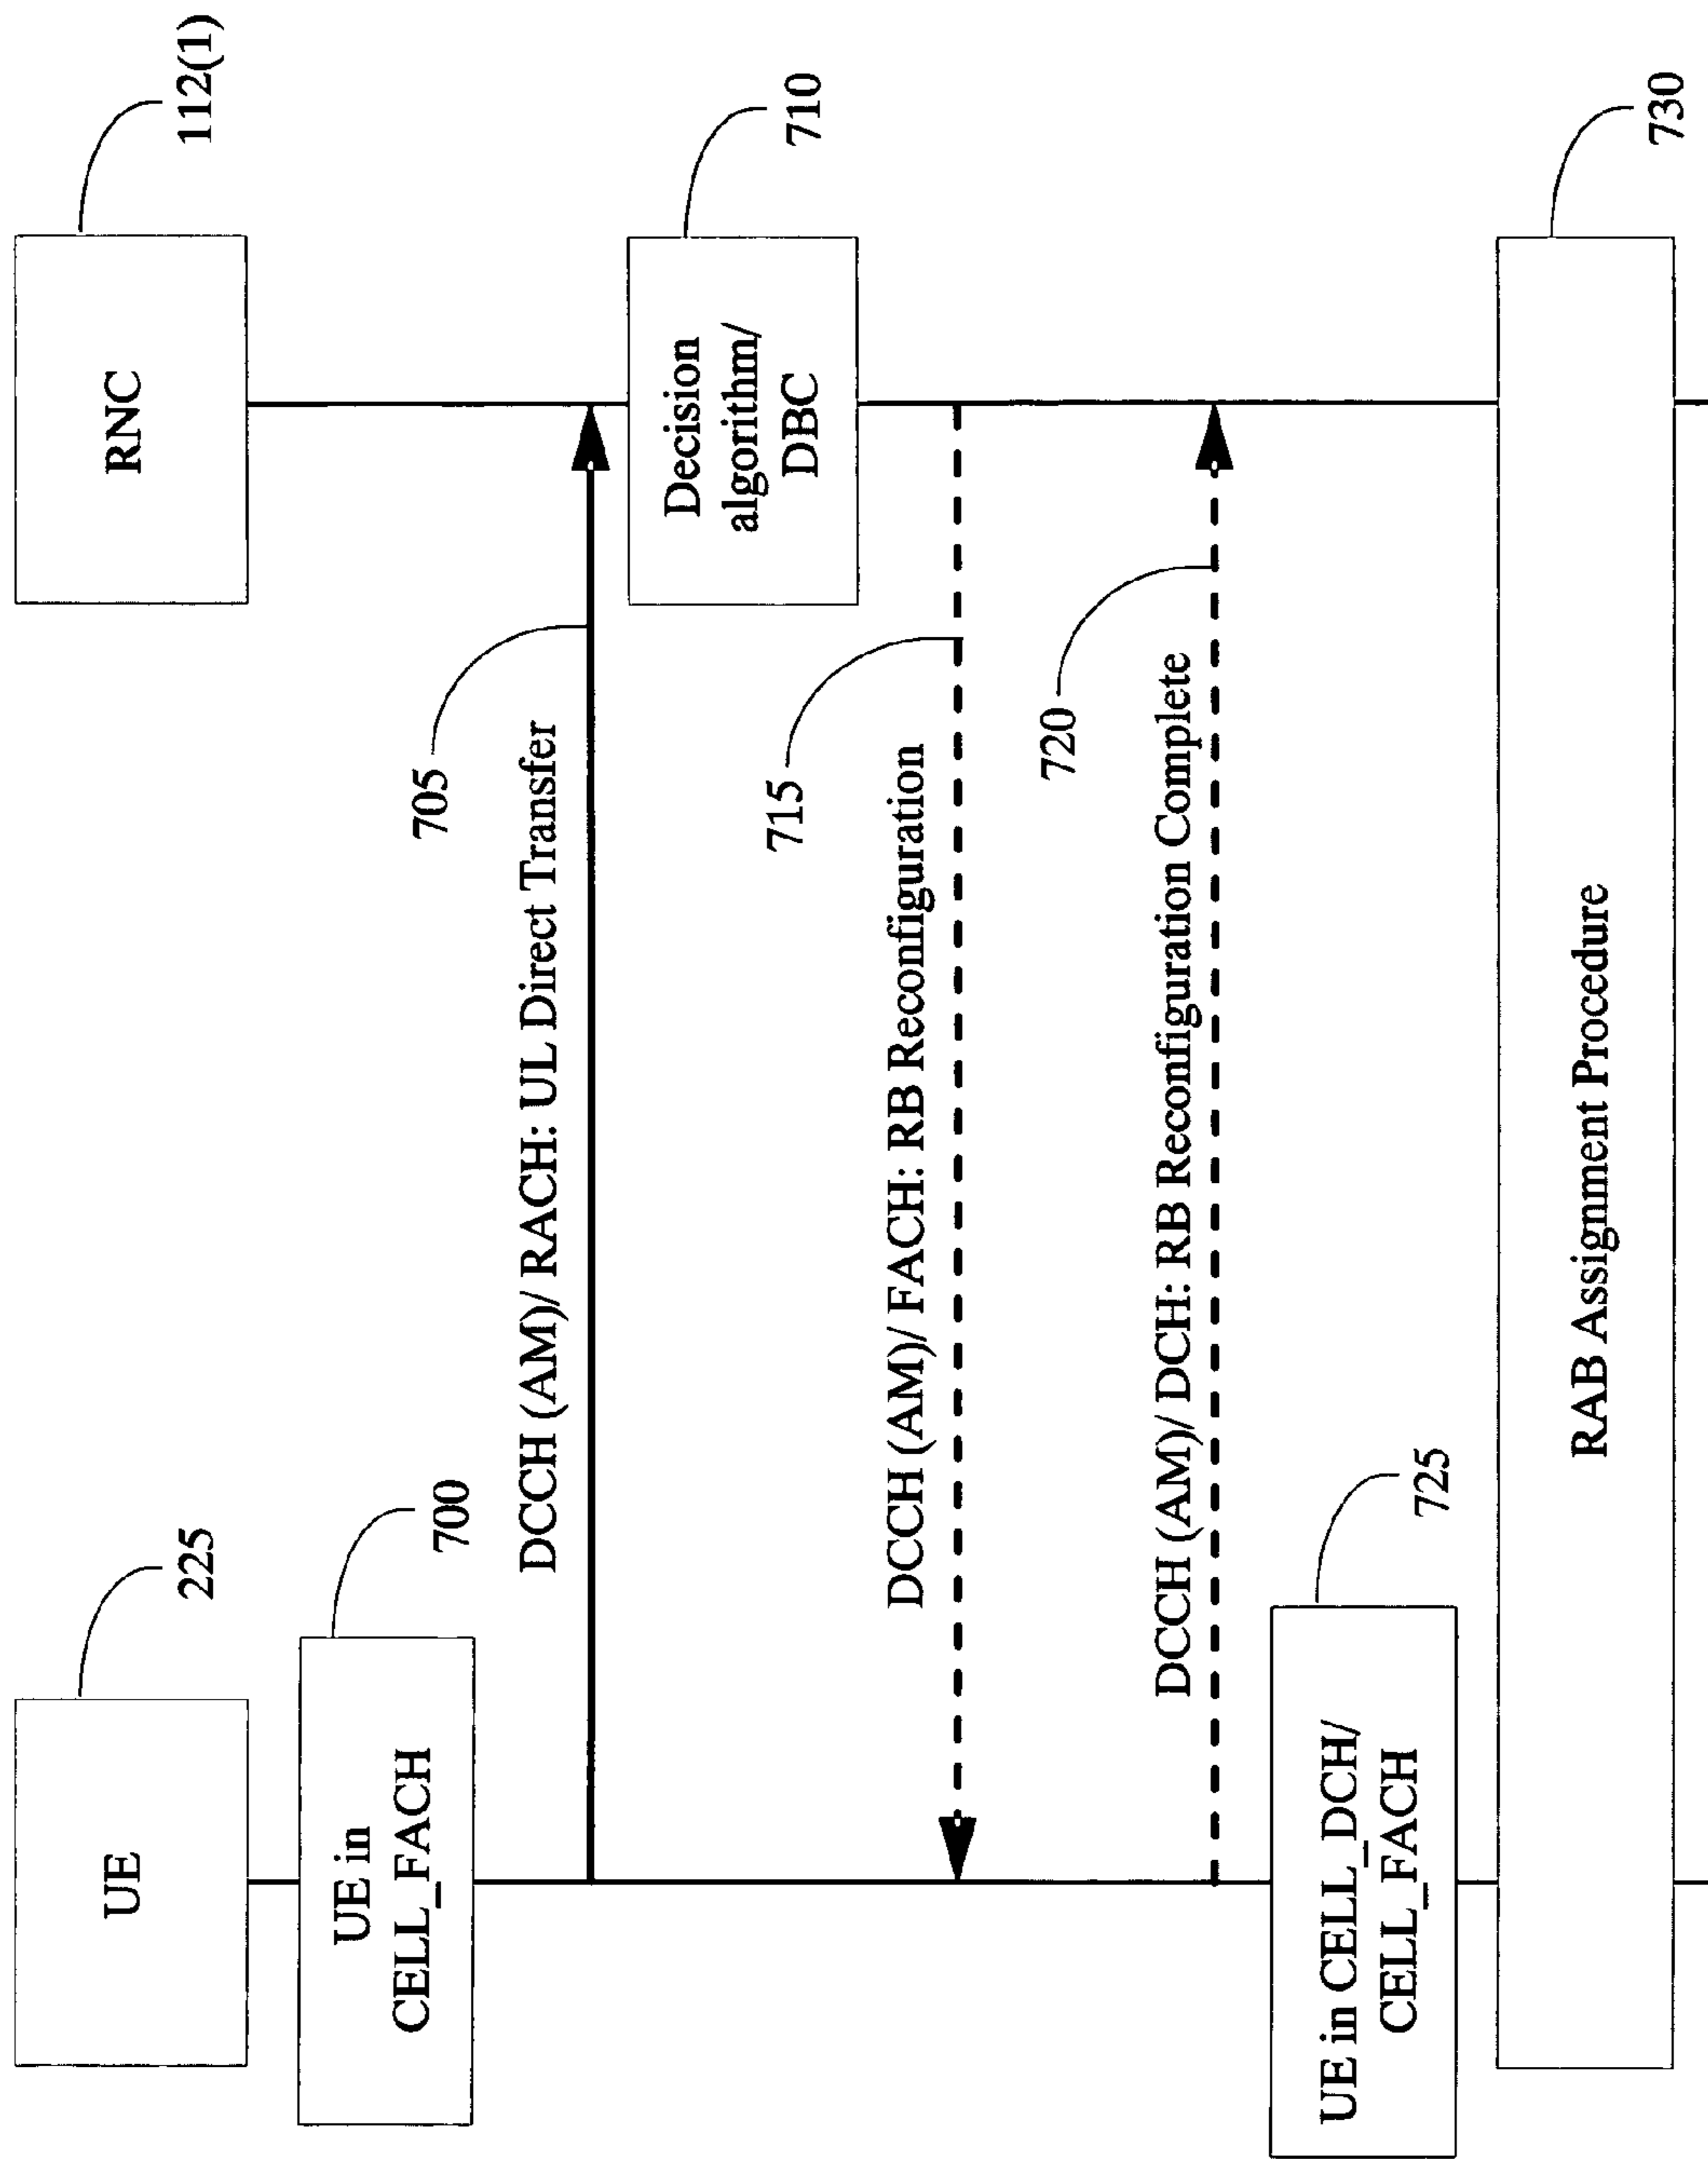 UE
225
RNC
112(1)
UE in
CELL_FACH
700
DCCH (AM)/ RACH: UL Direct Transfer
705
Decision
algorithm/
DBC
710
DCCH (AM)/ FACH: RB Reconfiguration
715
DCCH (AM)/ DCH: RB Reconfiguration Complete
720
UE in CELL_DCH/
CELL_FACH
725
RAB Assignment Procedure
730